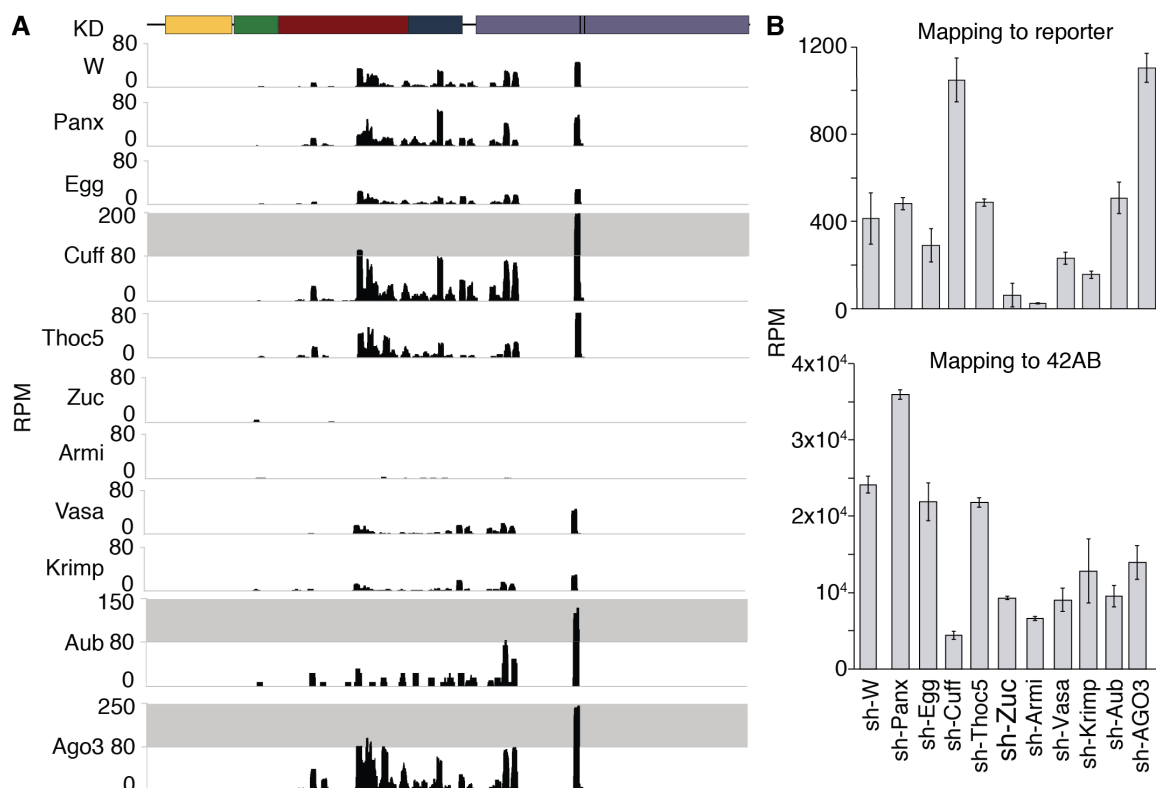 A
KD
80
W
0
80
Panx
0
80
Egg
0
200
Cuff 80
0
80
Thoc5
0
80
Zuc
0
80
Armi
0
80
Vasa
0
80
Krimp
0
150
Aub 80
0
250
Ago3 80
0
RPM
B
Mapping to reporter
1200
800
400
0
RPM
Mapping to 42AB
4x10⁴
3x10⁴
2x10⁴
10⁴
0
sh-W
sh-Panx
sh-Egg
sh-Cuff
sh-Thoc5
sh-Zuc
sh-Armi
sh-Vasa
sh-Krimp
sh-Aub
sh-AGO3